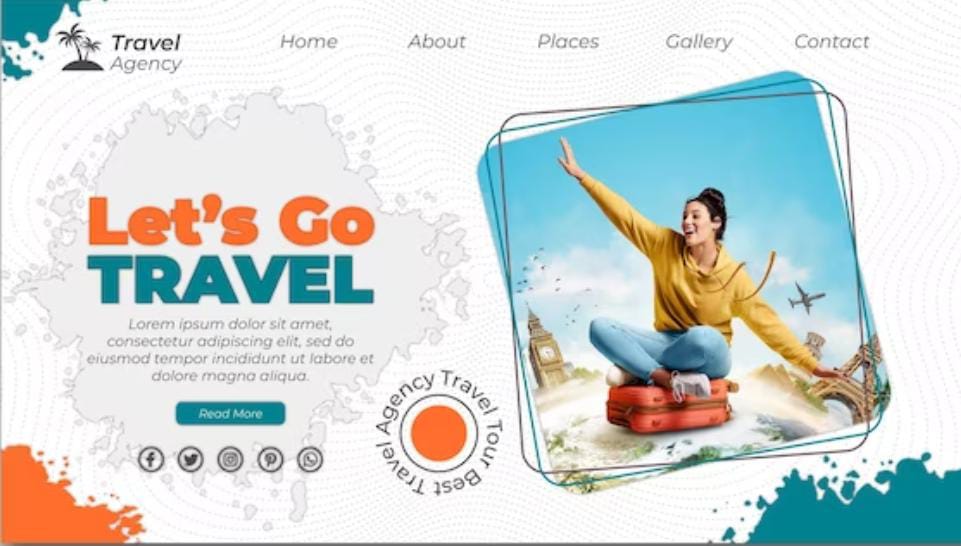 Travel
Agency
Home
About
Places
Gallery
Contact
Let's Go
TRAVEL
Lorem ipsum dolor sit amet,
consectetur adipiscing elit, sed do
eiusmod tempor incididunt ut labore et
dolore magna aliqua.
Read More
Travel Tour Best Travel Agency